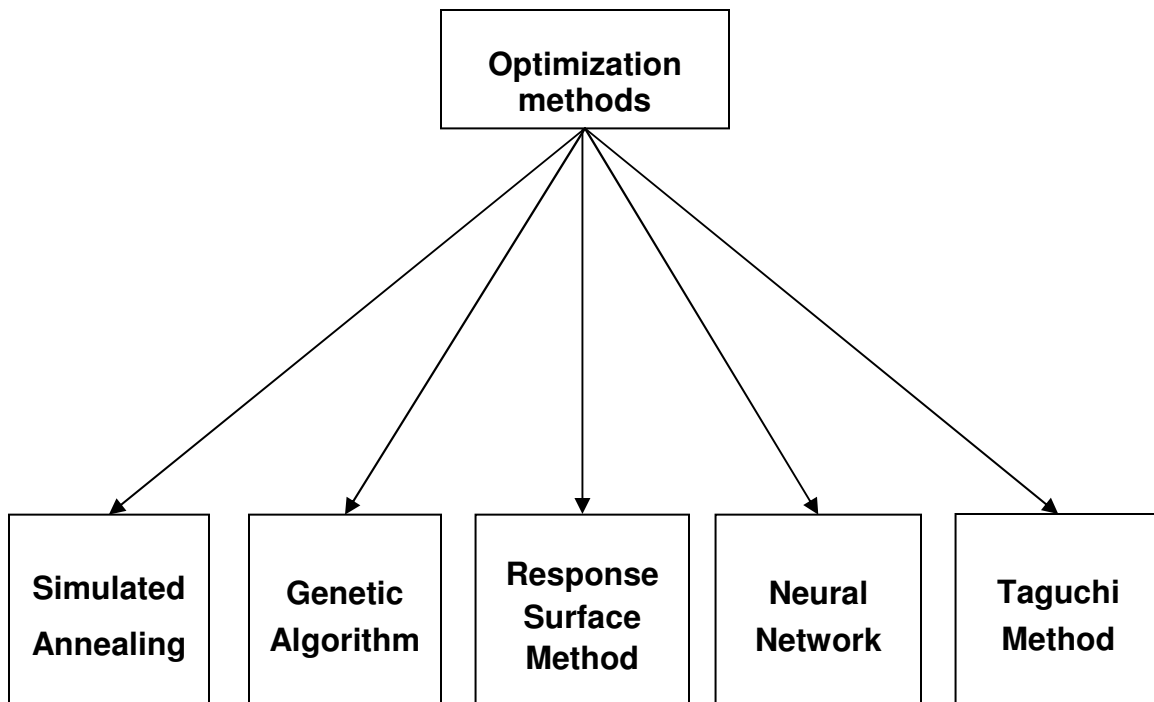 Optimization
methods
Simulated
Annealing
Genetic
Algorithm
Response
Surface
Method
Neural
Network
Taguchi
Method